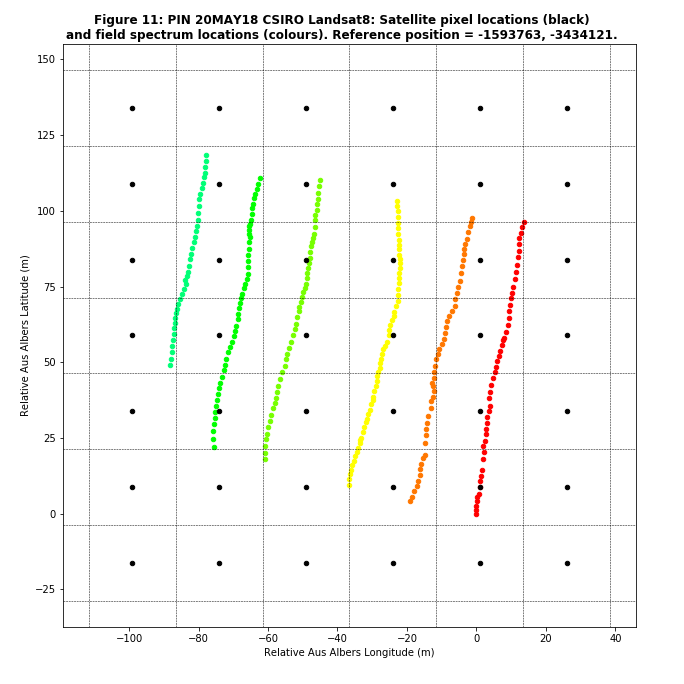 Figure 11: PIN 20MAY18 CSIRO Landsat8: Satellite pixel locations (black)
and field spectrum locations (colours). Reference position = -1593763, -3434121.
150
125
100
75
50
25
0
−25
Relative Aus Albers Latitude (m)
−100 −80 −60 −40 −20 0 20 40
Relative Aus Albers Longitude (m)